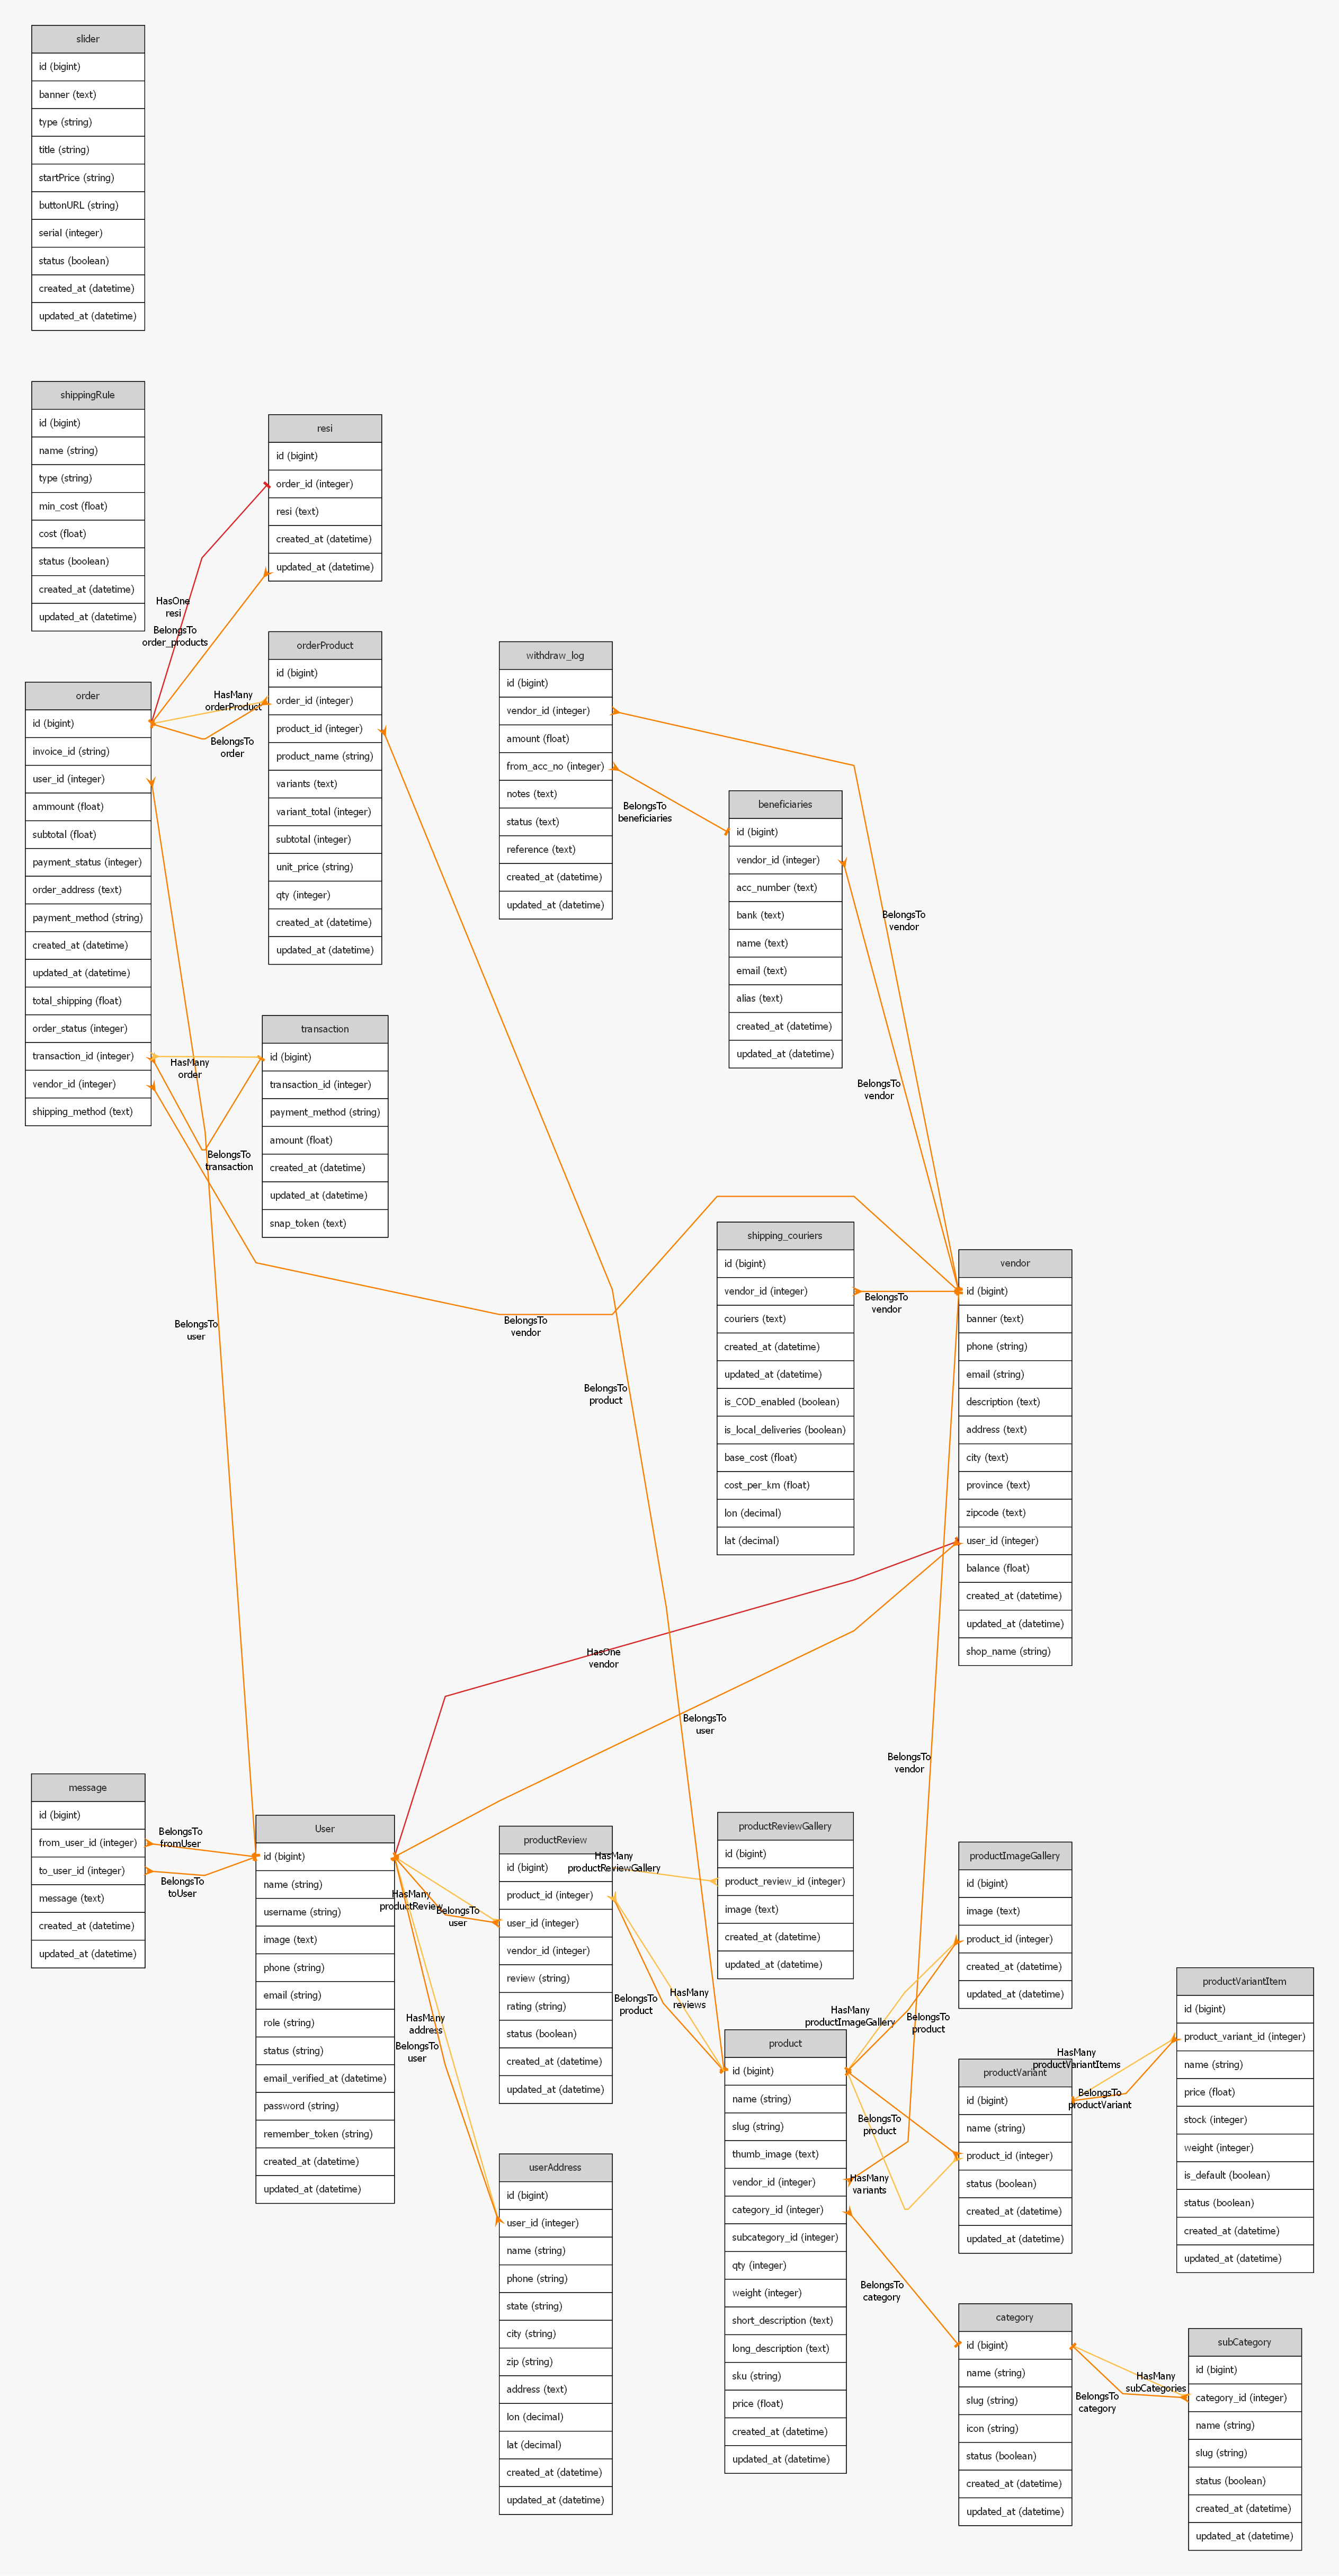 slider
id (bigint)
banner (text)
type (string)
title (string)
startPrice (string)
buttonURL (string)
serial (integer)
status (boolean)
created_at (datetime)
updated_at (datetime)
shippingRule
id (bigint)
name (string)
type (string)
min_cost (float)
cost (float)
status (boolean)
created_at (datetime)
updated_at (datetime)
resi
id (bigint)
order_id (integer)
resi (text)
created_at (datetime)
updated_at (datetime)
HasOne
resi
BelongsTo
order_products
order
id (bigint)
invoice_id (string)
user_id (integer)
ammount (float)
subtotal (float)
payment_status (integer)
order_address (text)
payment_method (string)
created_at (datetime)
updated_at (datetime)
total_shipping (float)
order_status (integer)
transaction_id (integer)
vendor_id (integer)
shipping_method (text)
HasMany
orderProduct
BelongsTo
order
orderProduct
id (bigint)
order_id (integer)
product_id (integer)
product_name (string)
variants (text)
variant_total (integer)
subtotal (integer)
unit_price (string)
qty (integer)
created_at (datetime)
updated_at (datetime)
HasMany
order
BelongsTo
transaction
transaction
id (bigint)
transaction_id (integer)
payment_method (string)
amount (float)
created_at (datetime)
updated_at (datetime)
snap_token (text)
withdraw_log
id (bigint)
vendor_id (integer)
amount (float)
from_acc_no (integer)
notes (text)
status (text)
reference (text)
created_at (datetime)
updated_at (datetime)
BelongsTo
beneficiaries
beneficiaries
id (bigint)
vendor_id (integer)
acc_number (text)
bank (text)
name (text)
email (text)
alias (text)
created_at (datetime)
updated_at (datetime)
BelongsTo
vendor
BelongsTo
vendor
shipping_couriers
id (bigint)
vendor_id (integer)
couriers (text)
created_at (datetime)
updated_at (datetime)
is_COD_enabled (boolean)
is_local_deliveries (boolean)
base_cost (float)
cost_per_km (float)
lon (decimal)
lat (decimal)
BelongsTo
vendor
vendor
id (bigint)
banner (text)
phone (string)
email (string)
description (text)
address (text)
city (text)
province (text)
zipcode (text)
user_id (integer)
balance (float)
created_at (datetime)
updated_at (datetime)
shop_name (string)
BelongsTo
user
BelongsTo
vendor
BelongsTo
product
HasOne
vendor
BelongsTo
user
BelongsTo
vendor
message
id (bigint)
from_user_id (integer)
to_user_id (integer)
message (text)
created_at (datetime)
updated_at (datetime)
BelongsTo
fromUser
BelongsTo
toUser
User
id (bigint)
name (string)
username (string)
image (text)
phone (string)
email (string)
role (string)
status (string)
email_verified_at (datetime)
password (string)
remember_token (string)
created_at (datetime)
updated_at (datetime)
HasMany
productReview
BelongsTo
user
HasMany
address
BelongsTo
user
productReview
id (bigint)
product_id (integer)
user_id (integer)
vendor_id (integer)
review (string)
rating (string)
status (boolean)
created_at (datetime)
updated_at (datetime)
HasMany
productReviewGallery
productReviewGallery
id (bigint)
product_review_id (integer)
image (text)
created_at (datetime)
updated_at (datetime)
BelongsTo
product
HasMany
reviews
userAddress
id (bigint)
user_id (integer)
name (string)
phone (string)
state (string)
city (string)
zip (string)
address (text)
lon (decimal)
lat (decimal)
created_at (datetime)
updated_at (datetime)
product
id (bigint)
name (string)
slug (string)
thumb_image (text)
vendor_id (integer)
category_id (integer)
subcategory_id (integer)
qty (integer)
weight (integer)
short_description (text)
long_description (text)
sku (string)
price (float)
created_at (datetime)
updated_at (datetime)
HasMany
productImageGallery
BelongsTo
product
BelongsTo
product
HasMany
variants
BelongsTo
category
productImageGallery
id (bigint)
image (text)
product_id (integer)
created_at (datetime)
updated_at (datetime)
productVariant
id (bigint)
name (string)
product_id (integer)
status (boolean)
created_at (datetime)
updated_at (datetime)
HasMany
productVariantItems
BelongsTo
productVariant
productVariantItem
id (bigint)
product_variant_id (integer)
name (string)
price (float)
stock (integer)
weight (integer)
is_default (boolean)
status (boolean)
created_at (datetime)
updated_at (datetime)
category
id (bigint)
name (string)
slug (string)
icon (string)
status (boolean)
created_at (datetime)
updated_at (datetime)
HasMany
subCategories
BelongsTo
category
subCategory
id (bigint)
category_id (integer)
name (string)
slug (string)
status (boolean)
created_at (datetime)
updated_at (datetime)